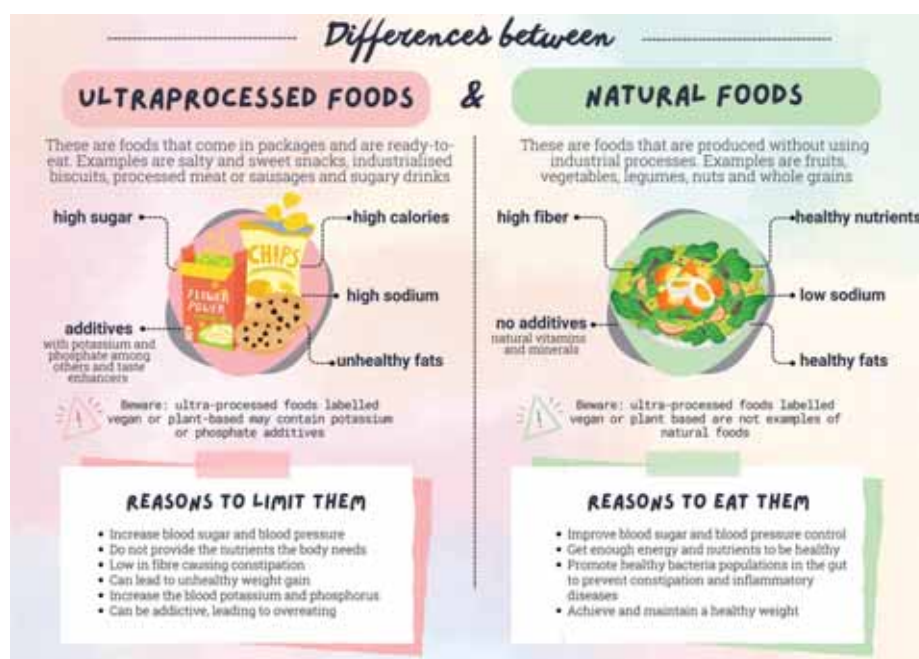 Differences between
ULTRAPROCESSED FOODS
&
NATURAL FOODS
These are foods that come in packages and are ready-to-
eat. Examples are salty and sweet snacks, industrialised
biscuits, processed meat or sausages and sugary drinks
high sugar
high calories
CHIPS
FLOWER
POWER
high sodium
additives
with potassium and
phosphate among
others and taste
enhancers
unhealthy fats
Beware: ultra-processed foods labelled
vegan or plant-based may contain potassium
or phosphate additives
REASONS TO LIMIT THEM
• Increase blood sugar and blood pressure
• Do not provide the nutrients the body needs
• Low in fibre causing constipation
• Can lead to unhealthy weight gain
• Increase the blood potassium and phosphorus
• Can be addictive, leading to overeating
These are foods that are produced without using
industrial processes. Examples are fruits,
vegetables, legumes, nuts and whole grains
high fiber
healthy nutrients
low sodium
no additives
natural vitamins
and minerals
healthy fats
Beware: ultra-processed foods labelled
vegan or plant based are not examples of
natural foods
REASONS TO EAT THEM
• Improve blood sugar and blood pressure control
• Get enough energy and nutrients to be healthy
• Promote healthy bacteria populations in the gut
to prevent constipation and inflammatory
diseases
• Achieve and maintain a healthy weight